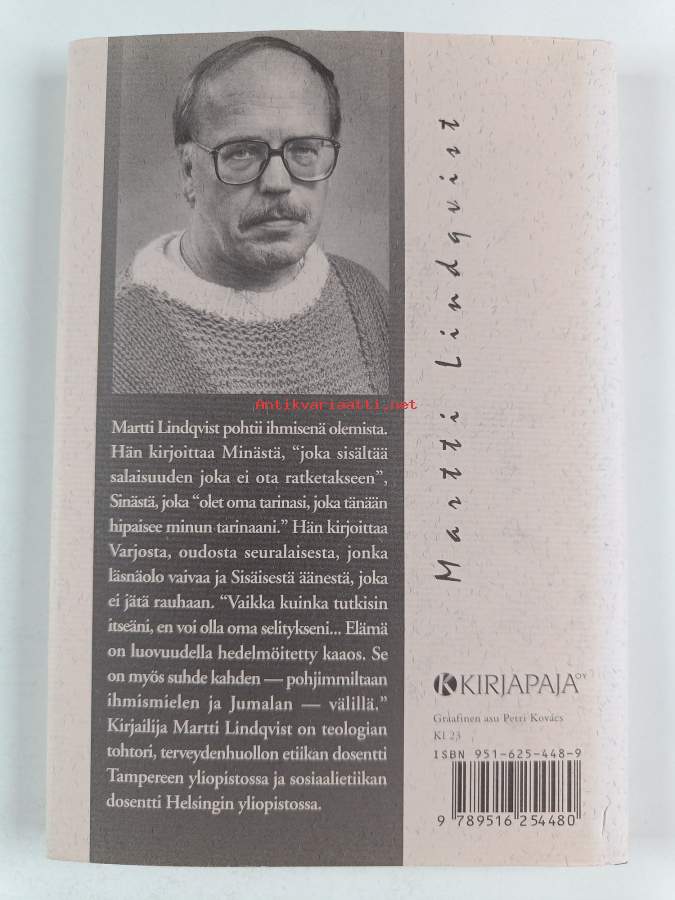 Antikvariaatti.net
Martti Lindqvist pohtii ihmisenä olemista.
Hän kirjoittaa Minästä, “joka sisältää
salaisuuden joka ei ota ratketakseen”,
Sinästä, joka “olet oma tarinasi, joka tänään
hipaisee minun tarinaani.” Hän kirjoittaa
Varjosta, oudosta seuralaisesta, jonka
läsnäolo vaivaa ja Sisäisestä äänestä, joka
ei jätä rauhaan. “Vaikka kuinka tutkisin
itseäni, en voi olla oma selitykseni... Elämä
on luovuudella hedelmöitetty kaaos. Se
on myös suhde kahden — pohjimmiltaan
ihmismielen ja Jumalan — välillä.”
Kirjailija Martti Lindqvist on teologian
tohtori, terveydenhuollon etiikan dosentti
Tampereen yliopistossa ja sosiaalietiikan
dosentti Helsingin yliopistossa.
Martti Lindqvist
KIRJAPAJA OY
Graafinen asu Petri Kovács
Kl 23
ISBN 951-625-448-9
9 789516 254480